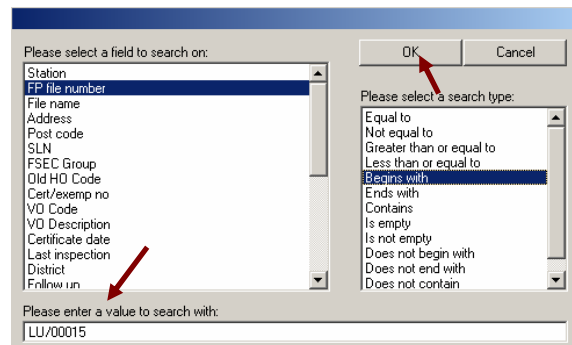 OK
Cancel
Please select a field to search on:
Station
FP file number
File name
Address
Post code
SLN
FSEC Group
Old HO Code
Cert/exemp no
VO Code
VO Description
Certificate date
Last inspection
District
Follow up
Please select a search type:
Equal to
Not equal to
Greater than or equal to
Less than or equal to
Begins with
Ends with
Contains
Is empty
Is not empty
Does not begin with
Does not end with
Does not contain
Please enter a value to search with:
LU/00015